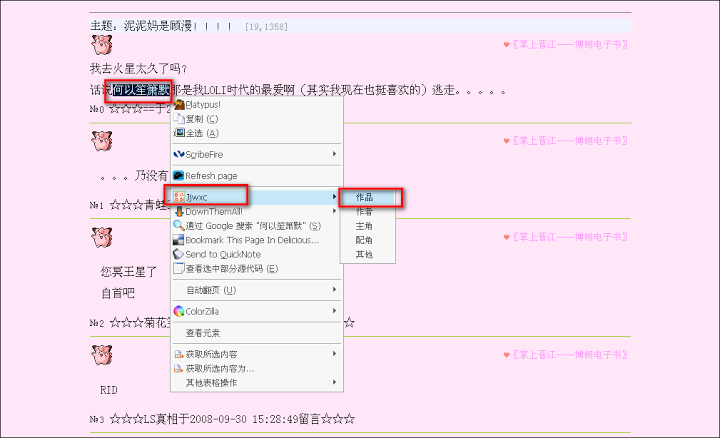 主题: 泥泥妈是顾漫！！！！ [19,1358]
♥〖掌上晋江——博朗电子书〗
我去火星太久了吗?
话说何以笙箫默那是我LOLI时代的最爱啊（其实我现在也挺喜欢的）逃走。。。。。
№0 ☆☆☆==于2
Platypus!
复制 (C)
全选 (A)
ScribeFire
Refresh page
Jjwxc
DownThemAll!
通过 Google 搜索 "何以笙箫默" (S)
Bookmark This Page In Delicious...
Send to QuickNote
查看选中部分源代码 (E)
自动翻页 (U)
ColorZilla
查看元素
获取所选内容
获取所选内容为...
其他表格操作
作品
作者
主角
配角
其他
♥〖掌上晋江——博朗电子书〗
。。。乃没有
№1 ☆☆☆青蛙
♥〖掌上晋江——博朗电子书〗
您冥王星了
自首吧
№2 ☆☆☆菊花
☆
♥〖掌上晋江——博朗电子书〗
RID
№3 ☆☆☆LS真相于2008-09-30 15:28:49留言☆☆☆